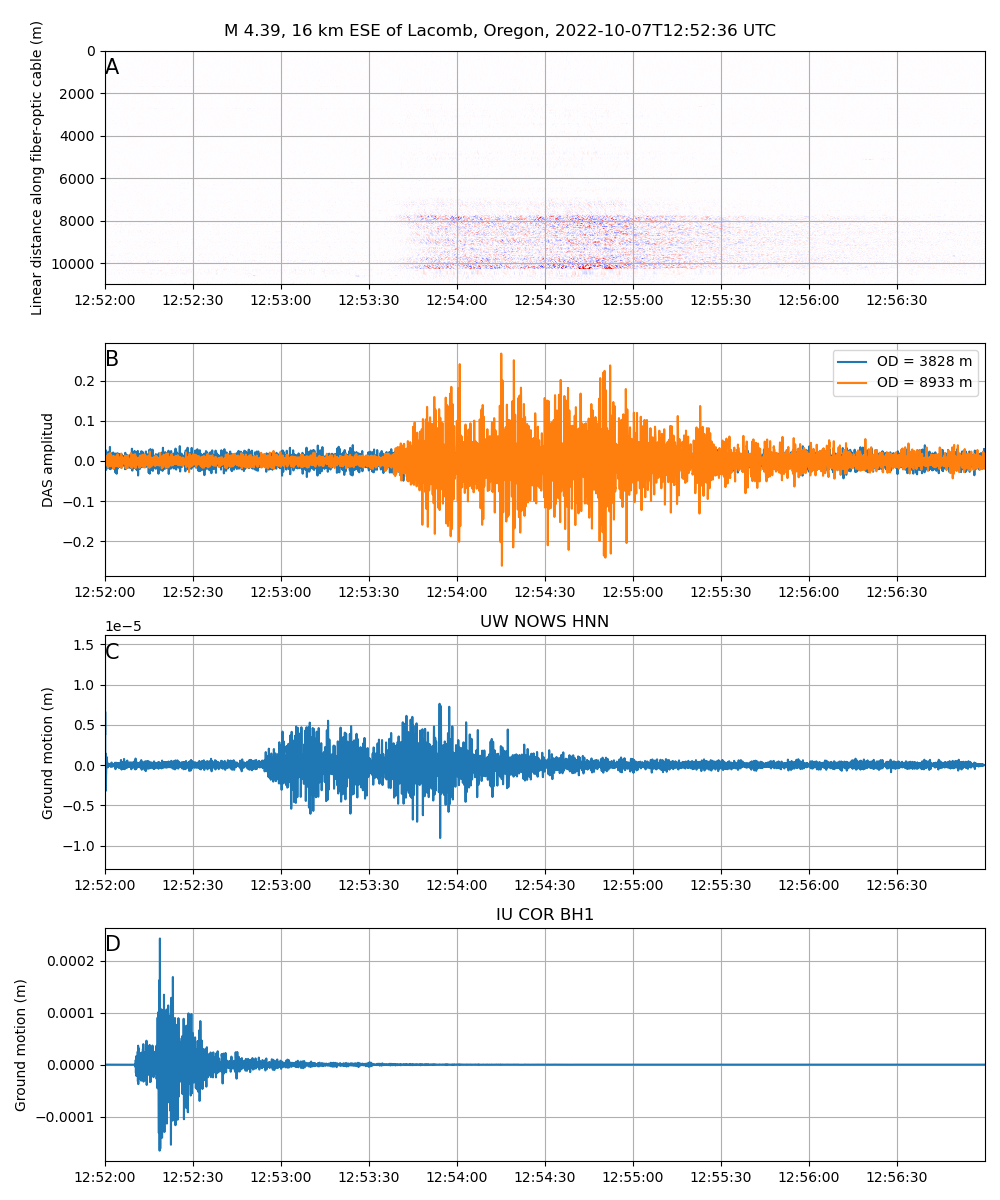 M 4.39, 16 km ESE of Lacomb, Oregon, 2022-10-07T12:52:36 UTC
A
Linear distance along fiber-optic cable (m)
0
2000
4000
6000
8000
10000
12:52:00 12:52:30 12:53:00 12:53:30 12:54:00 12:54:30 12:55:00 12:55:30 12:56:00 12:56:30
B
OD = 3828 m
OD = 8933 m
DAS amplitud
0.2
0.1
0.0
−0.1
−0.2
12:52:00 12:52:30 12:53:00 12:53:30 12:54:00 12:54:30 12:55:00 12:55:30 12:56:00 12:56:30
UW NOWS HNN
1e−5
C
Ground motion (m)
1.5
1.0
0.5
0.0
−0.5
−1.0
12:52:00 12:52:30 12:53:00 12:53:30 12:54:00 12:54:30 12:55:00 12:55:30 12:56:00 12:56:30
IU COR BH1
D
Ground motion (m)
0.0002
0.0001
0.0000
−0.0001
12:52:00 12:52:30 12:53:00 12:53:30 12:54:00 12:54:30 12:55:00 12:55:30 12:56:00 12:56:30